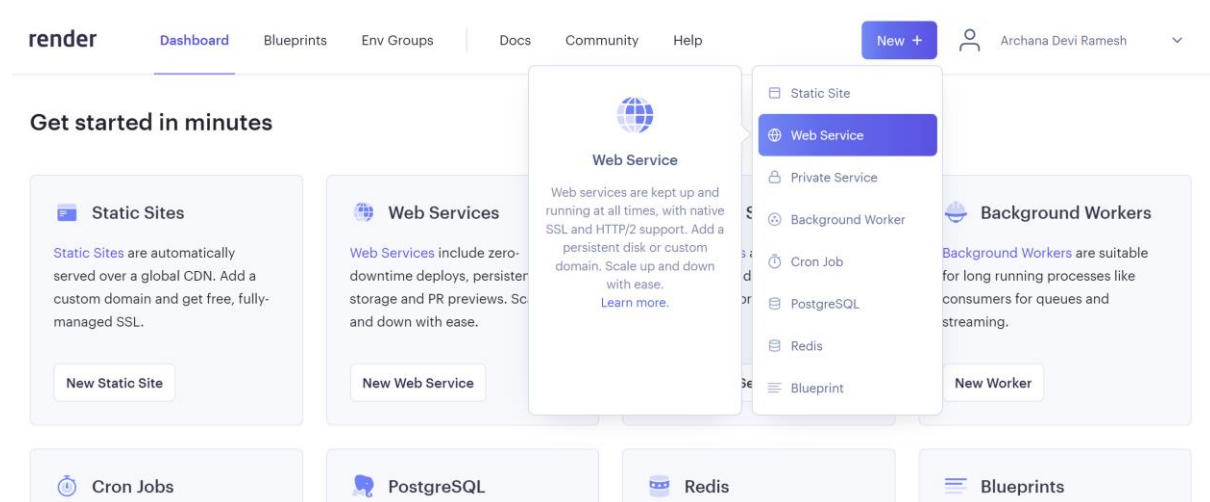 render Dashboard Blueprints Env Groups Docs Community Help New + Archana Devi Ramesh
Get started in minutes
Static Site
Web Service
Private Service
Background Worker
Cron Job
PostgreSQL
Redis
Blueprint
Web Service
Web services are kept up and
running at all times, with native
SSL and HTTP/2 support. Add a
persistent disk or custom
domain. Scale up and down
with ease.
Learn more.
Static Sites
Static Sites are automatically
served over a global CDN. Add a
custom domain and get free, fully-
managed SSL.
New Static Site
Web Services
Web Services include zero-
downtime deploys, persisten
storage and PR previews. Sc
and down with ease.
New Web Service
Background Workers
Background Workers are suitable
for long running processes like
consumers for queues and
streaming.
New Worker
Cron Jobs
PostgreSQL
Redis
Blueprints